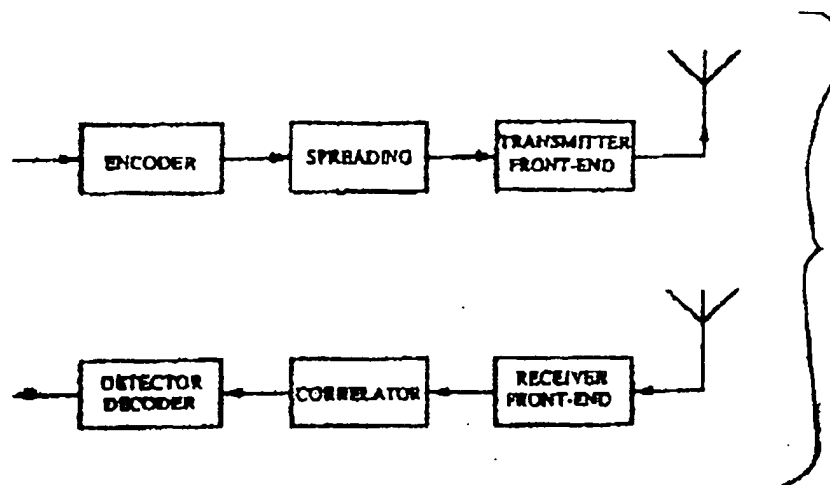 ENCODER
SPREADING
TRANSMITTER
FRONT-END
DETECTOR
DECODER
CORRELATOR
RECEIVER
FRONT-END